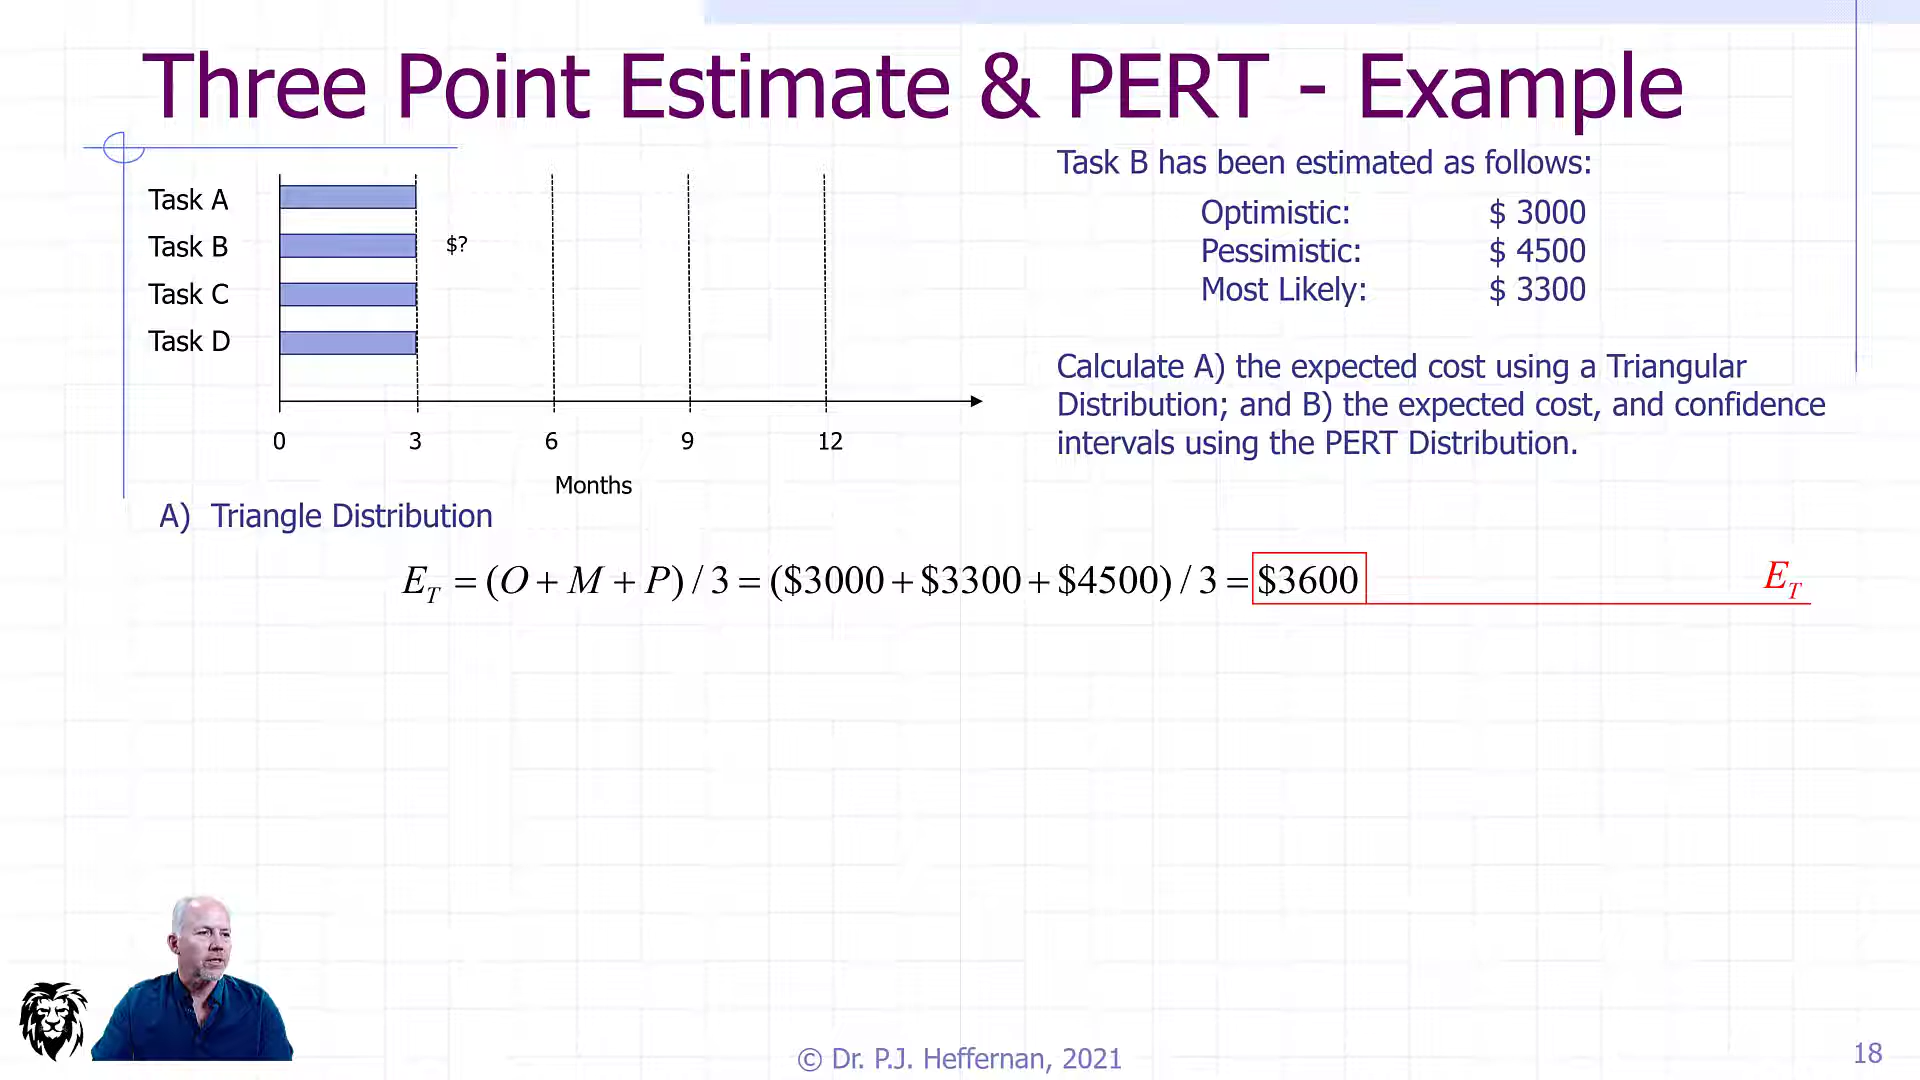 Three Point Estimate & PERT - Example
Task A
Task B
$?
Task C
Task D
0 3 6 9 12
Months
Task B has been estimated as follows:
Optimistic: $ 3000
Pessimistic: $ 4500
Most Likely: $ 3300
Calculate A) the expected cost using a Triangular
Distribution; and B) the expected cost, and confidence
intervals using the PERT Distribution.
A) Triangle Distribution
E_T = (O + M + P) / 3 = ($3000 + $3300 + $4500) / 3 = $3600
E_T
© Dr. P.J. Heffernan, 2021
18